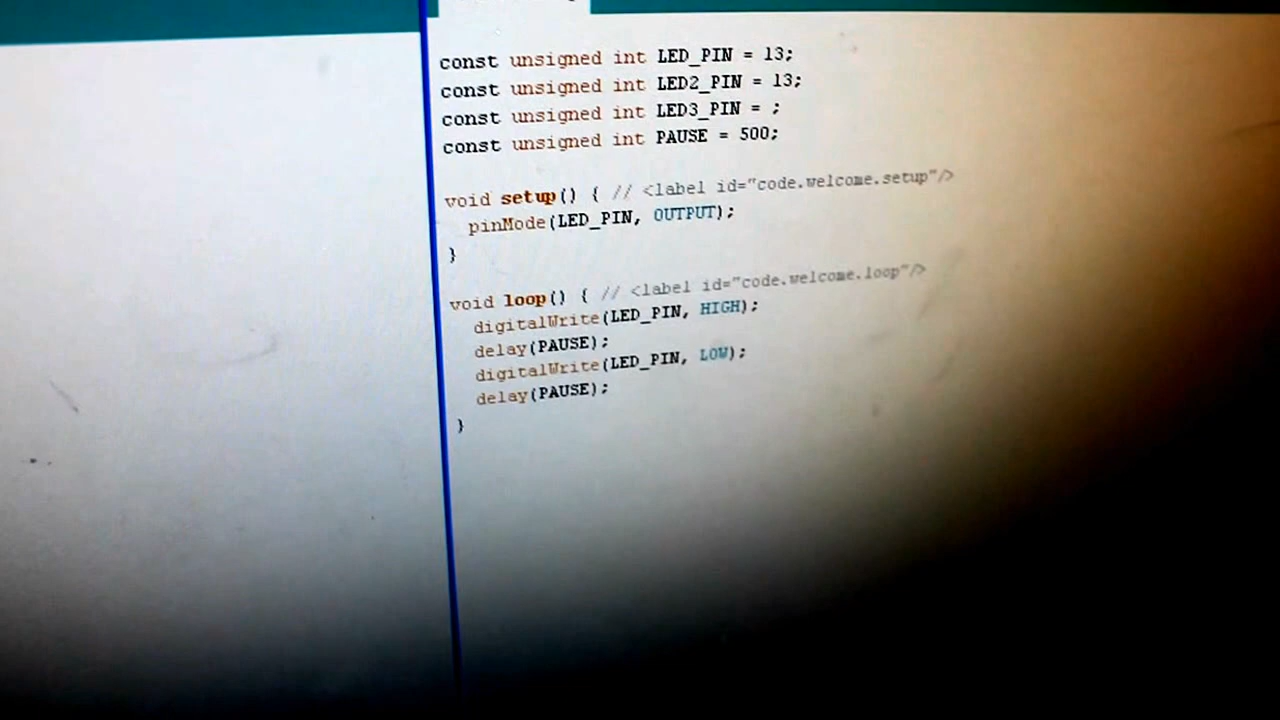 const unsigned int LED_PIN = 13;
const unsigned int LED2_PIN = 13;
const unsigned int LED3_PIN = ;
const unsigned int PAUSE = 500;
void setup() { // <label id="code.welcome.setup"/>
pinMode(LED_PIN, OUTPUT);
}
void loop() { // <label id="code.welcome.loop"/>
digitalWrite(LED_PIN, HIGH);
delay(PAUSE);
digitalWrite(LED_PIN, LOW);
delay(PAUSE);
}